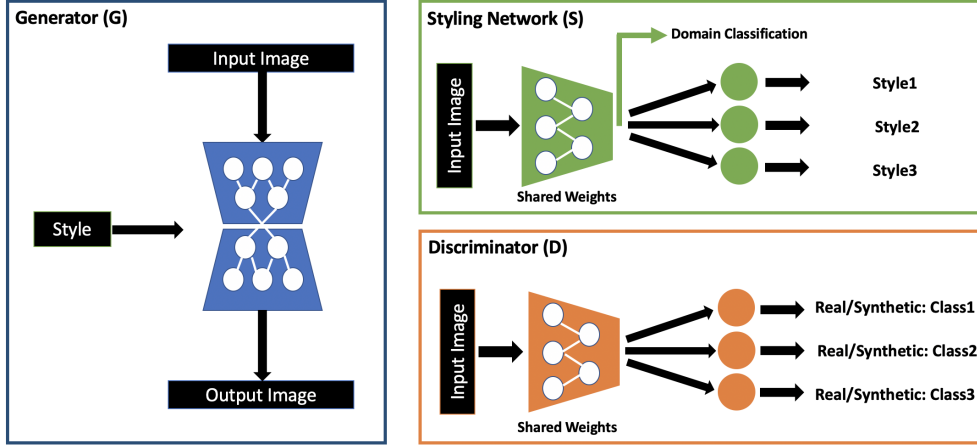 Generator (G)
Input Image
Style
Output Image
Styling Network (S)
Domain Classification
Input Image
Shared Weights
Style1
Style2
Style3
Discriminator (D)
Input Image
Shared Weights
Real/Synthetic: Class1
Real/Synthetic: Class2
Real/Synthetic: Class3